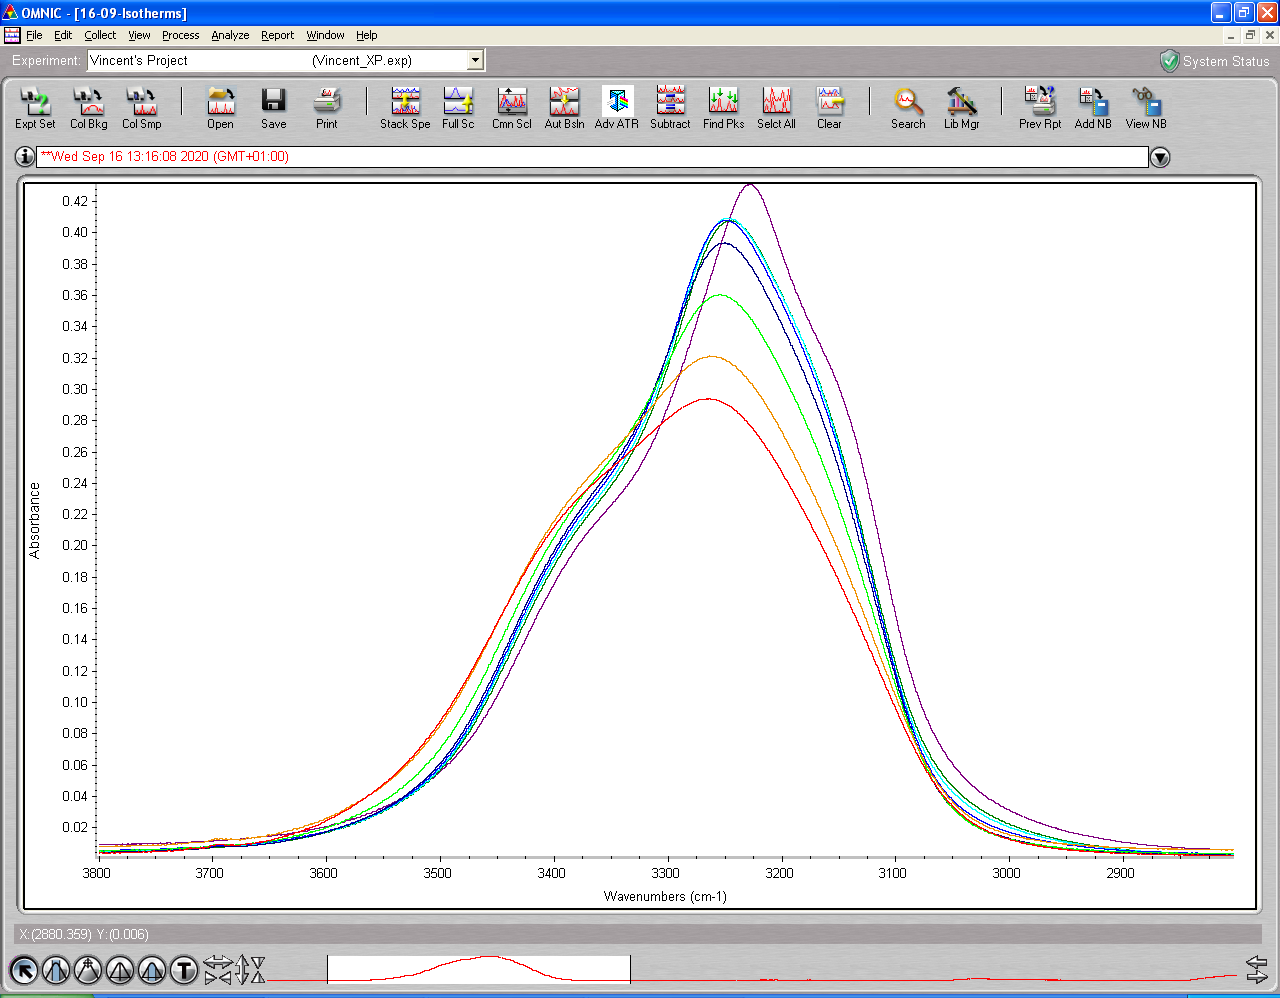 OMNIC - [16-09-Isotherms]
File Edit Collect View Process Analyze Report Window Help
Experiment: Vincent's Project (Vincent_XP.exp) System Status
Expt Set Col Bkg Col Smp Open Save Print Stack Spe Full Sc Cmn Scl Aut Bsln Adv ATR Subtract Find Pks Selct All Clear Search Lib Mgr Prev Rpt Add NB View NB
**Wed Sep 16 13:16:08 2020 (GMT+01:00)
0.42
0.40
0.38
0.36
0.34
0.32
0.30
0.28
0.26
0.24
0.22
0.20
0.18
0.16
0.14
0.12
0.10
0.08
0.06
0.04
0.02
Absorbance
3800 3700 3600 3500 3400 3300 3200 3100 3000 2900
Wavenumbers (cm-1)
X:(2880.359) Y:(0.006)
T